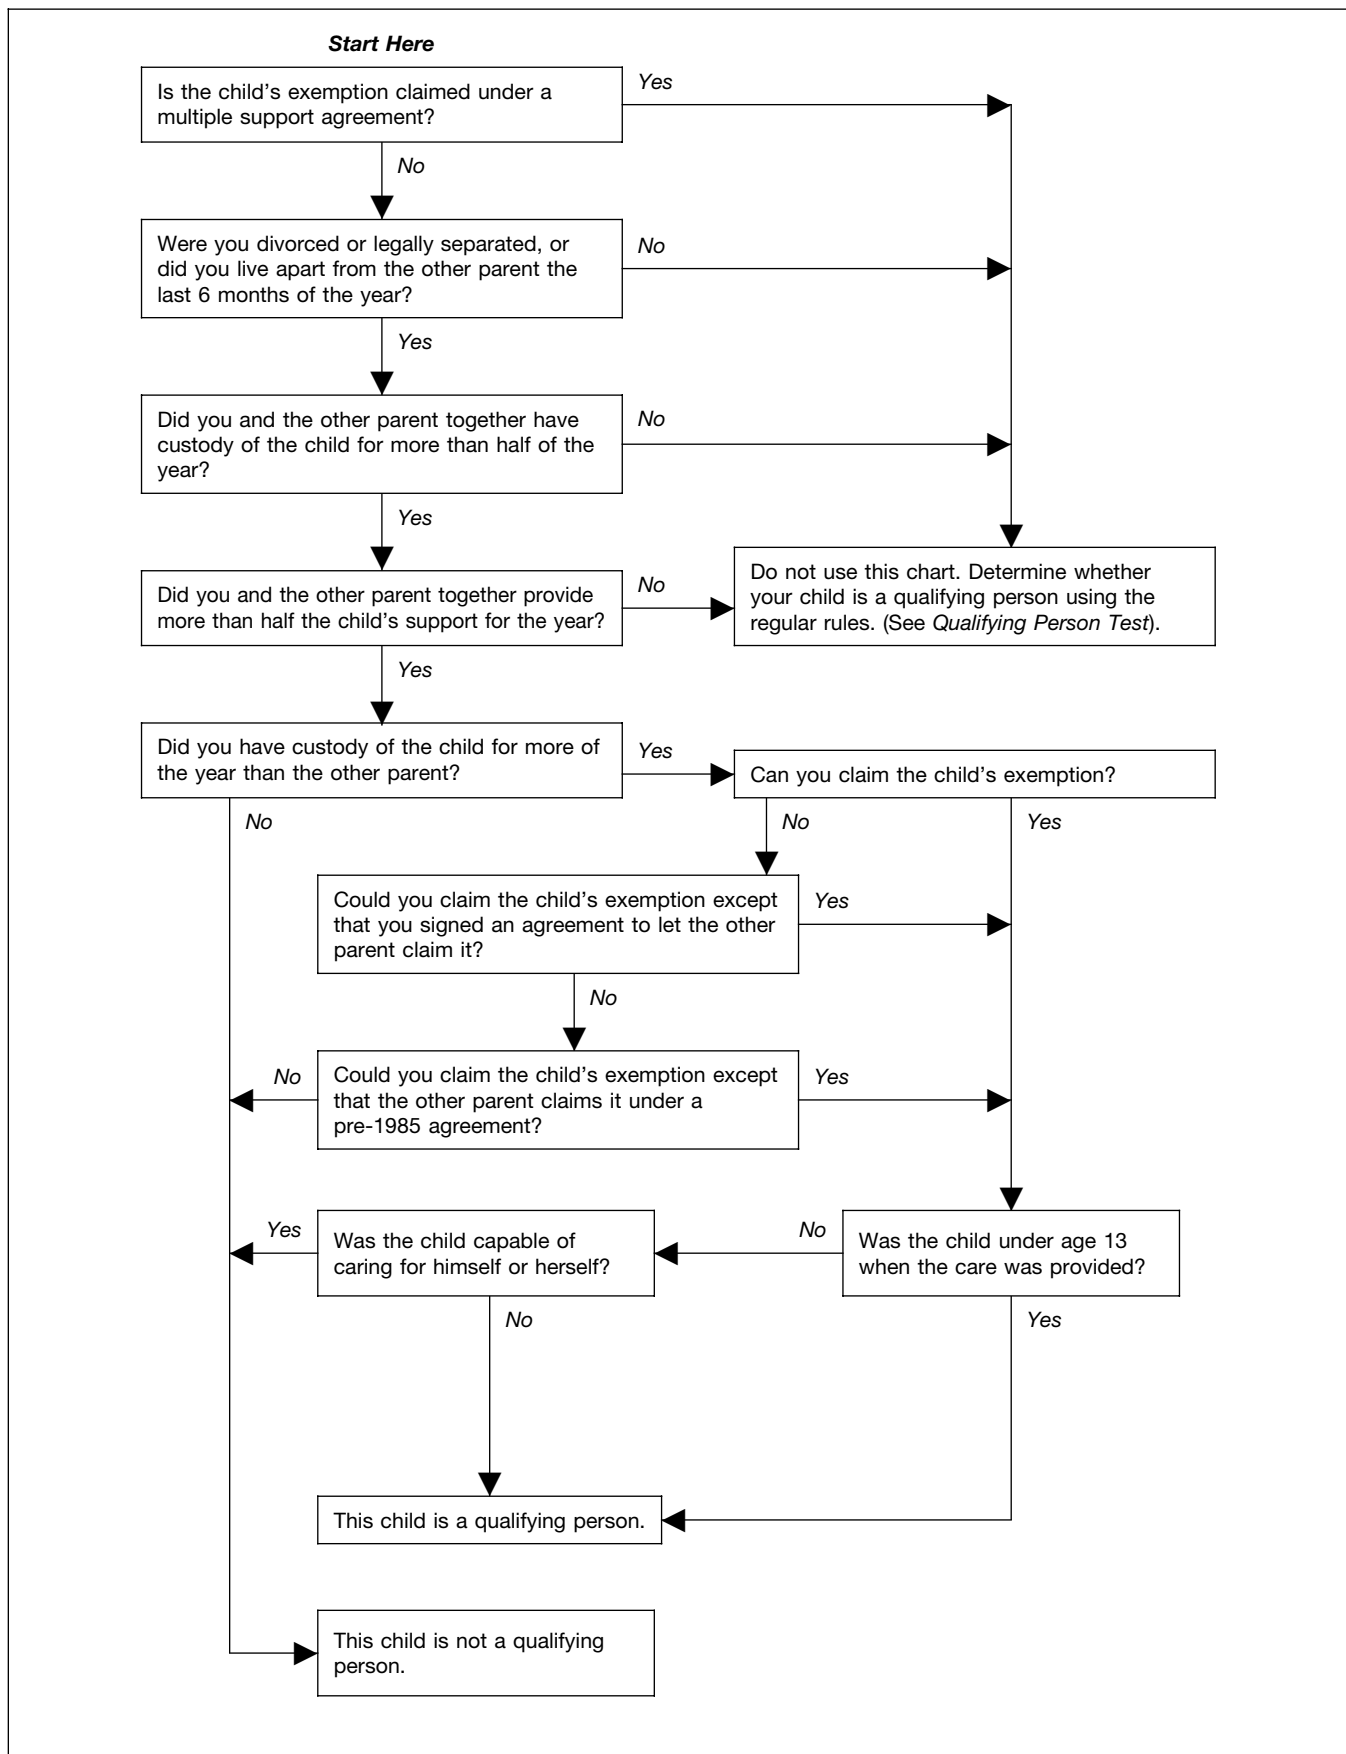 Start Here
Is the child's exemption claimed under a
multiple support agreement?
Yes
No
Were you divorced or legally separated, or
did you live apart from the other parent the
last 6 months of the year?
No
Yes
Did you and the other parent together have
custody of the child for more than half of the
year?
No
Yes
Did you and the other parent together provide
more than half the child's support for the year?
No
Do not use this chart. Determine whether
your child is a qualifying person using the
regular rules. (See Qualifying Person Test).
Yes
Did you have custody of the child for more of
the year than the other parent?
Yes
Can you claim the child's exemption?
No
No
Yes
Could you claim the child's exemption except
that you signed an agreement to let the other
parent claim it?
Yes
No
No
Could you claim the child's exemption except
that the other parent claims it under a
pre-1985 agreement?
Yes
Yes
Was the child capable of
caring for himself or herself?
No
Was the child under age 13
when the care was provided?
No
Yes
This child is a qualifying person.
This child is not a qualifying
person.